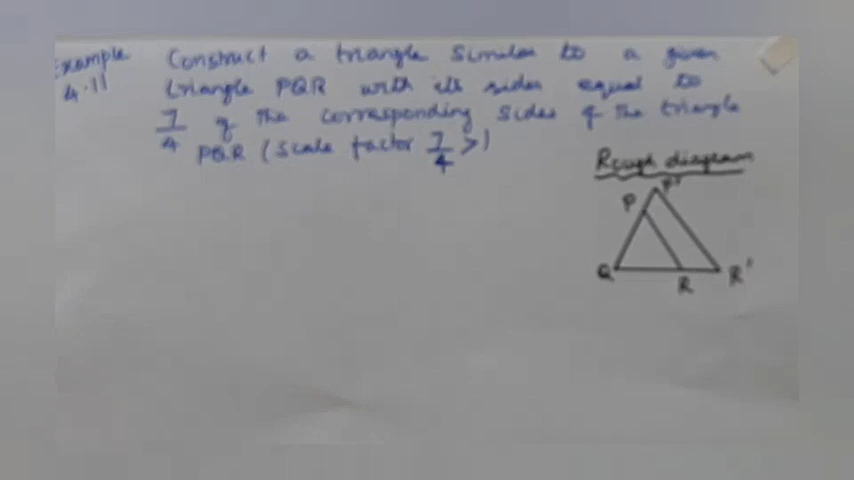 Example 4.11 Construct a triangle similar to a given
triangle PQR with its sides equal to
7/4 of the corresponding sides of the triangle
PQR (Scale factor 7/4 > 1)
Rough diagram
P'
P
Q
R
R'